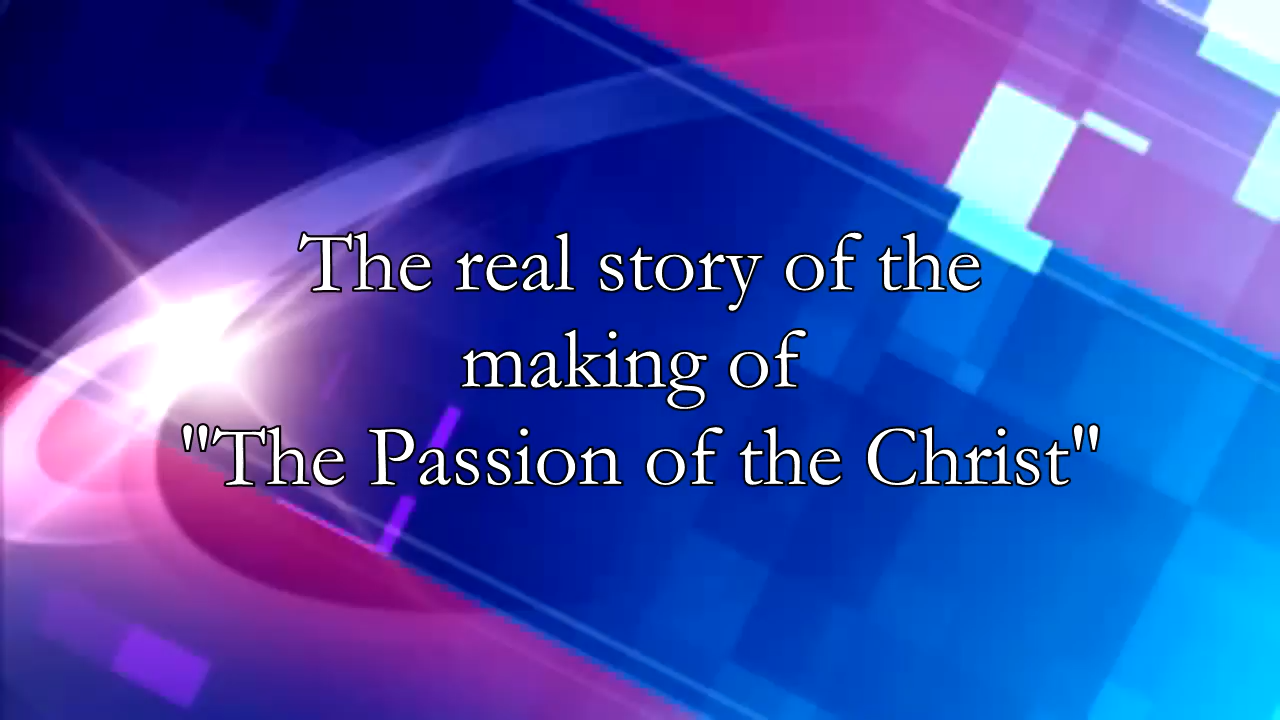 The real story of the
making of
"The Passion of the Christ"